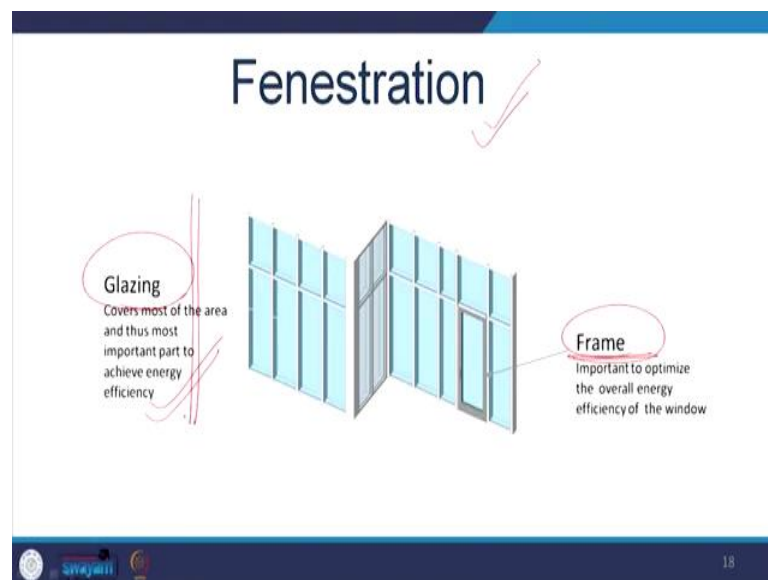 Fenestration
Glazing
Covers most of the area
and thus most
important part to
achieve energy
efficiency
Frame
Important to optimize
the overall energy
efficiency of the window
swayam
18